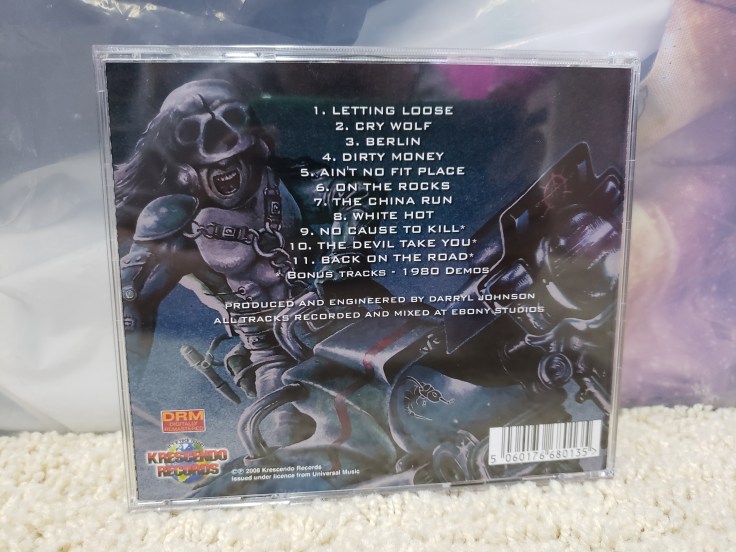 1. LETTING LOOSE
2. CRY WOLF
3. BERLIN
4. DIRTY MONEY
5. AIN'T NO FIT PLACE
6. ON THE ROCKS
7. THE CHINA RUN
8. WHITE HOT
9. NO CAUSE TO KILL*
10. THE DEVIL TAKE YOU*
11. BACK ON THE ROAD*
* BONUS TRACKS - 1980 DEMOS
PRODUCED AND ENGINEERED BY DARRYL JOHNSON
ALL TRACKS RECORDED AND MIXED AT EBONY STUDIOS
DRM
DIGITALLY
REMASTERED
KRESCENDO
RECORDS
©℗ 2008 Krescendo Records
Issued under licence from Universal Music
5 060176 680135 >